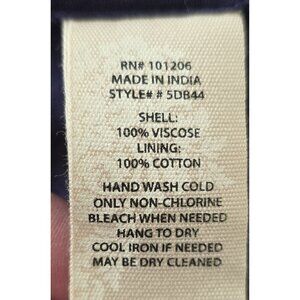 RN# 101206
MADE IN INDIA
STYLE# # 5DB44
SHELL:
100% VISCOSE
LINING:
100% COTTON
HAND WASH COLD
ONLY NON-CHLORINE
BLEACH WHEN NEEDED
HANG TO DRY
COOL IRON IF NEEDED
MAY BE DRY CLEANED